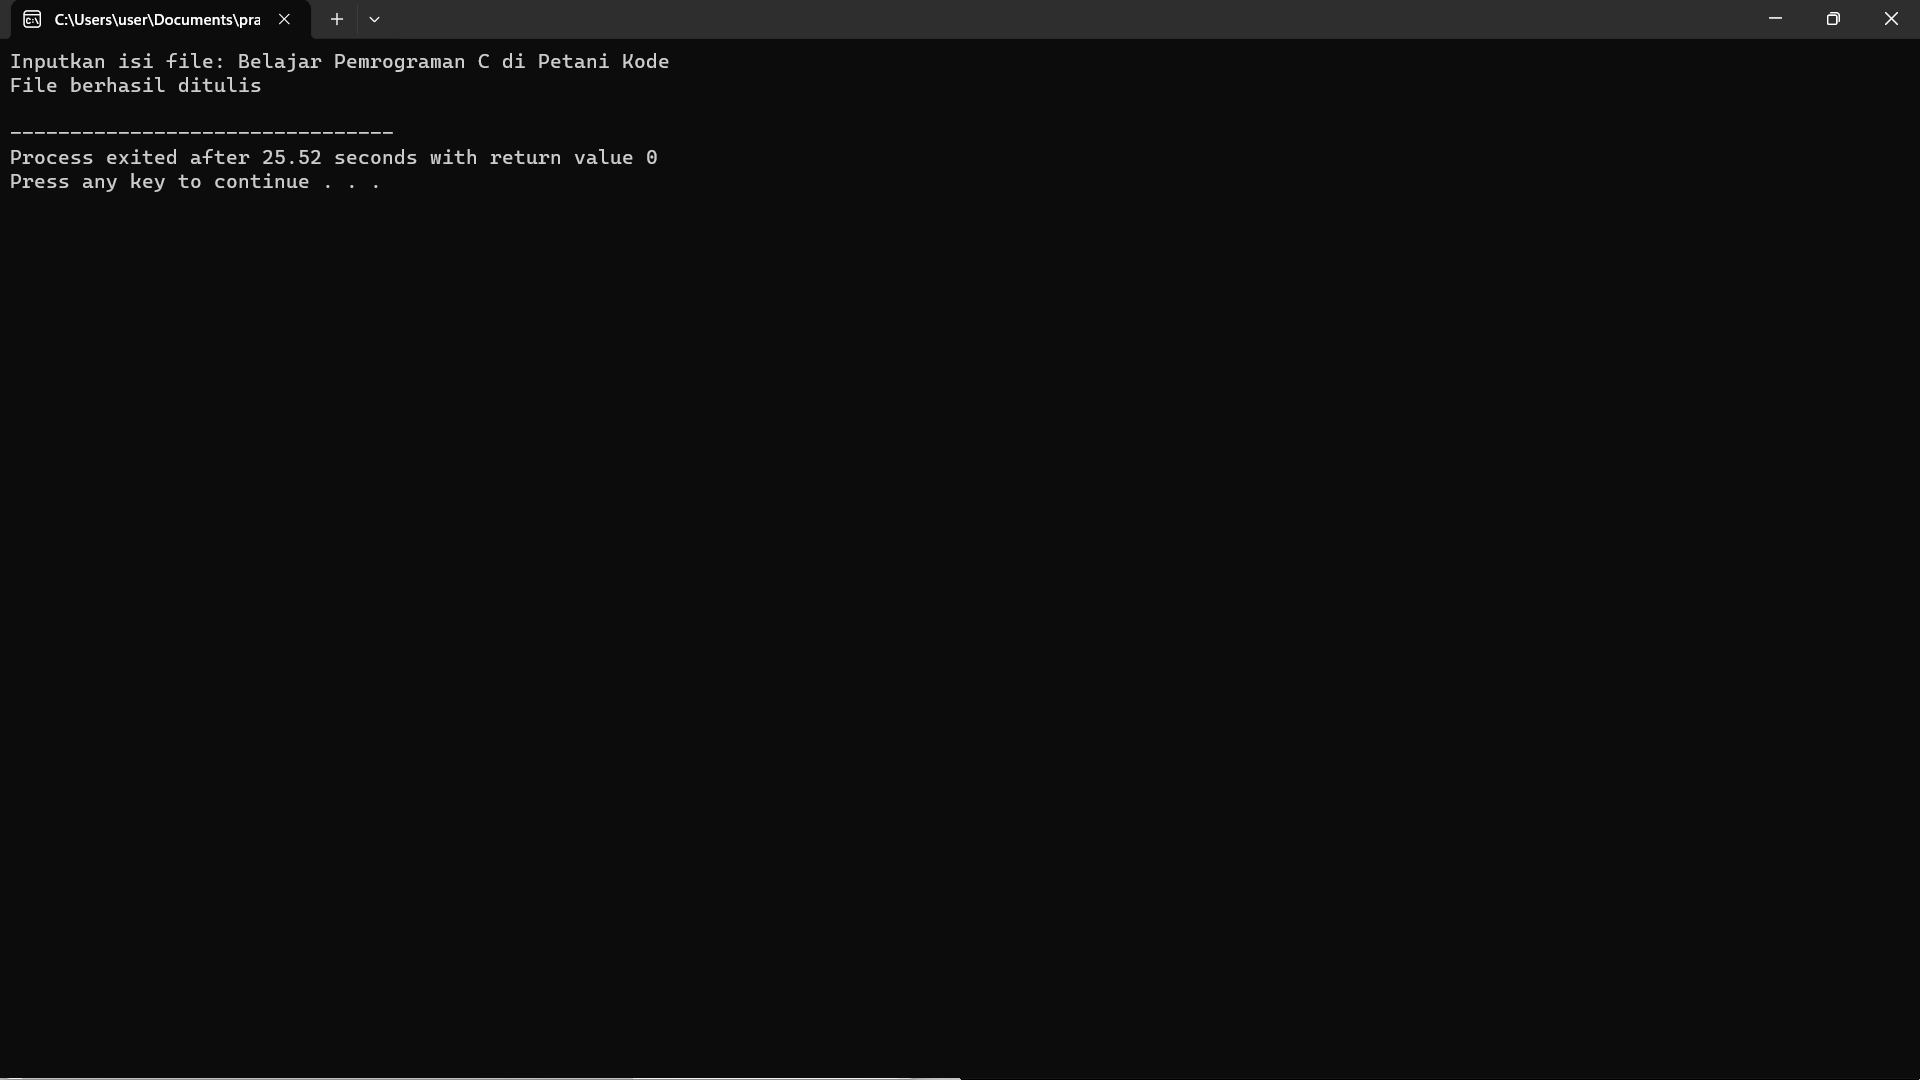 C:\Users\user\Documents\pra
Inputkan isi file: Belajar Pemrograman C di Petani Kode
File berhasil ditulis
--------------------------------
Process exited after 25.52 seconds with return value 0
Press any key to continue . . .